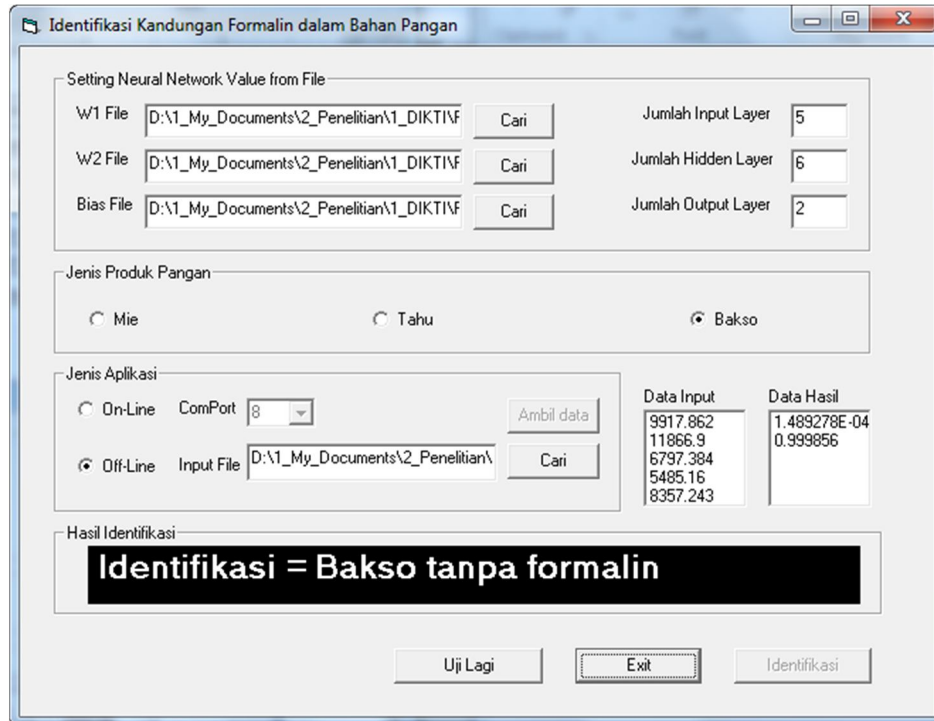 Identifikasi Kandungan Formalin dalam Bahan Pangan
Setting Neural Network Value from File
W1 File D:\1_My_Documents\2_Penelitian\1_DIKTI\F Cari Jumlah Input Layer 5
W2 File D:\1_My_Documents\2_Penelitian\1_DIKTI\F Cari Jumlah Hidden Layer 6
Bias File D:\1_My_Documents\2_Penelitian\1_DIKTI\F Cari Jumlah Output Layer 2
Jenis Produk Pangan
Mie Tahu Bakso
Jenis Aplikasi
On-Line ComPort 8 Ambil data
Off-Line Input File D:\1_My_Documents\2_Penelitian\ Cari
Data Input
9917.862
11866.9
6797.384
5485.16
8357.243
Data Hasil
1.489278E-04
0.999856
Hasil Identifikasi
Identifikasi = Bakso tanpa formalin
Uji Lagi Exit Identifikasi